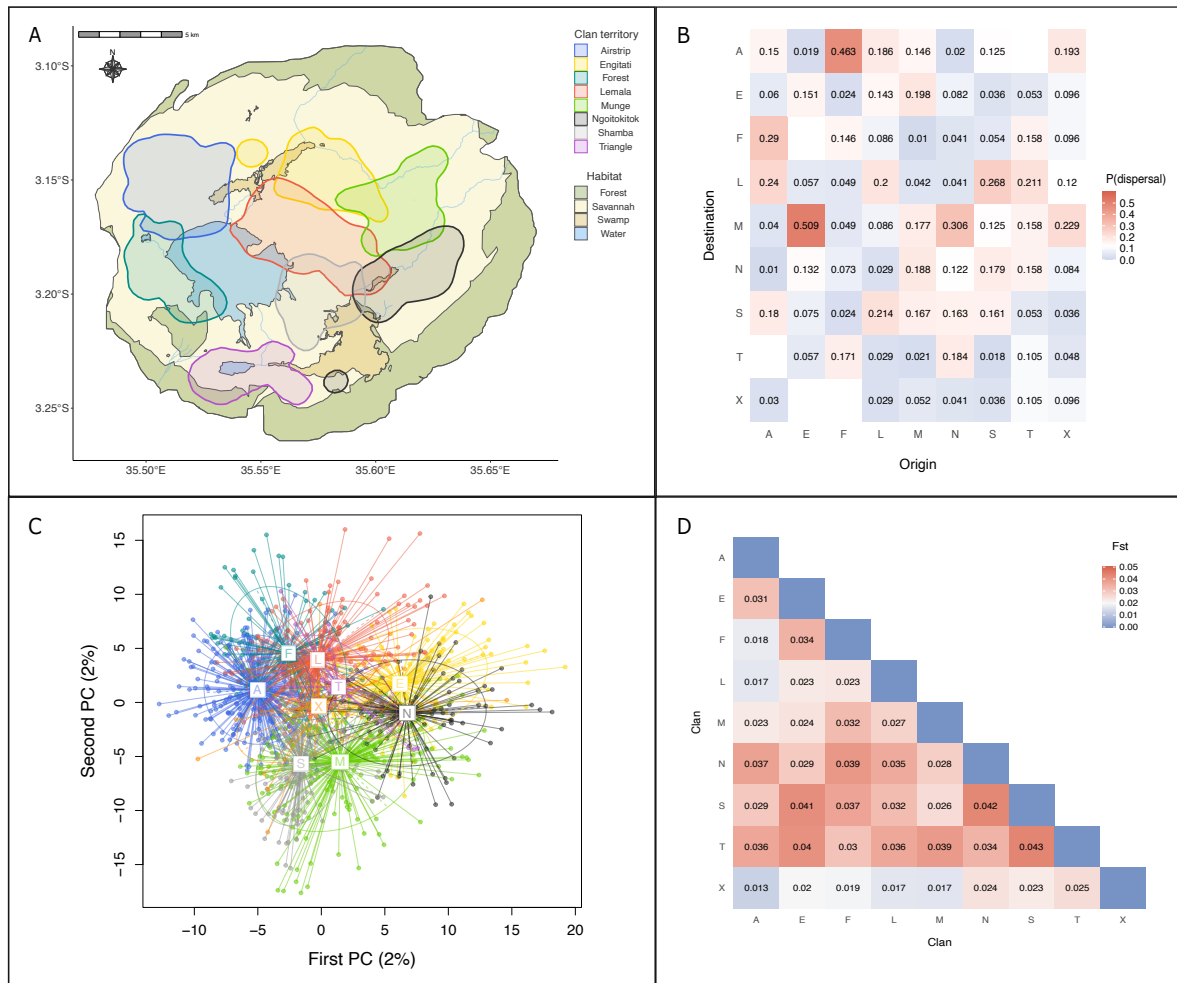 A
5 km
N
3.10°S
3.15°S
3.20°S
3.25°S
35.50°E 35.55°E 35.60°E 35.65°E
Clan territory
Airstrip
Engitati
Forest
Lemala
Munge
Ngoitokitok
Shamba
Triangle
Habitat
Forest
Savannah
Swamp
Water
B
Destination
A 0.15 0.019 0.463 0.186 0.146 0.02 0.125 0.193
E 0.06 0.151 0.024 0.143 0.198 0.082 0.036 0.053 0.096
F 0.29 0.146 0.086 0.01 0.041 0.054 0.158 0.096
L 0.24 0.057 0.049 0.2 0.042 0.041 0.268 0.211 0.12
M 0.04 0.509 0.049 0.086 0.177 0.306 0.125 0.158 0.229
N 0.01 0.132 0.073 0.029 0.188 0.122 0.179 0.158 0.084
S 0.18 0.075 0.024 0.214 0.167 0.163 0.161 0.053 0.036
T 0.057 0.171 0.029 0.021 0.184 0.018 0.105 0.048
X 0.03 0.029 0.052 0.041 0.036 0.105 0.096
A E F L M N S T X
Origin
P(dispersal)
0.5
0.4
0.3
0.2
0.1
0.0
C
Second PC (2%)
15
10
5
0
−5
−10
−15
F L
A T E
X N
S M
−10 −5 0 5 10 15 20
First PC (2%)
D
Clan
A
E 0.031
F 0.018 0.034
L 0.017 0.023 0.023
M 0.023 0.024 0.032 0.027
N 0.037 0.029 0.039 0.035 0.028
S 0.029 0.041 0.037 0.032 0.026 0.042
T 0.036 0.04 0.03 0.036 0.039 0.034 0.043
X 0.013 0.02 0.019 0.017 0.017 0.024 0.023 0.025
A E F L M N S T X
Clan
Fst
0.05
0.04
0.03
0.02
0.01
0.00